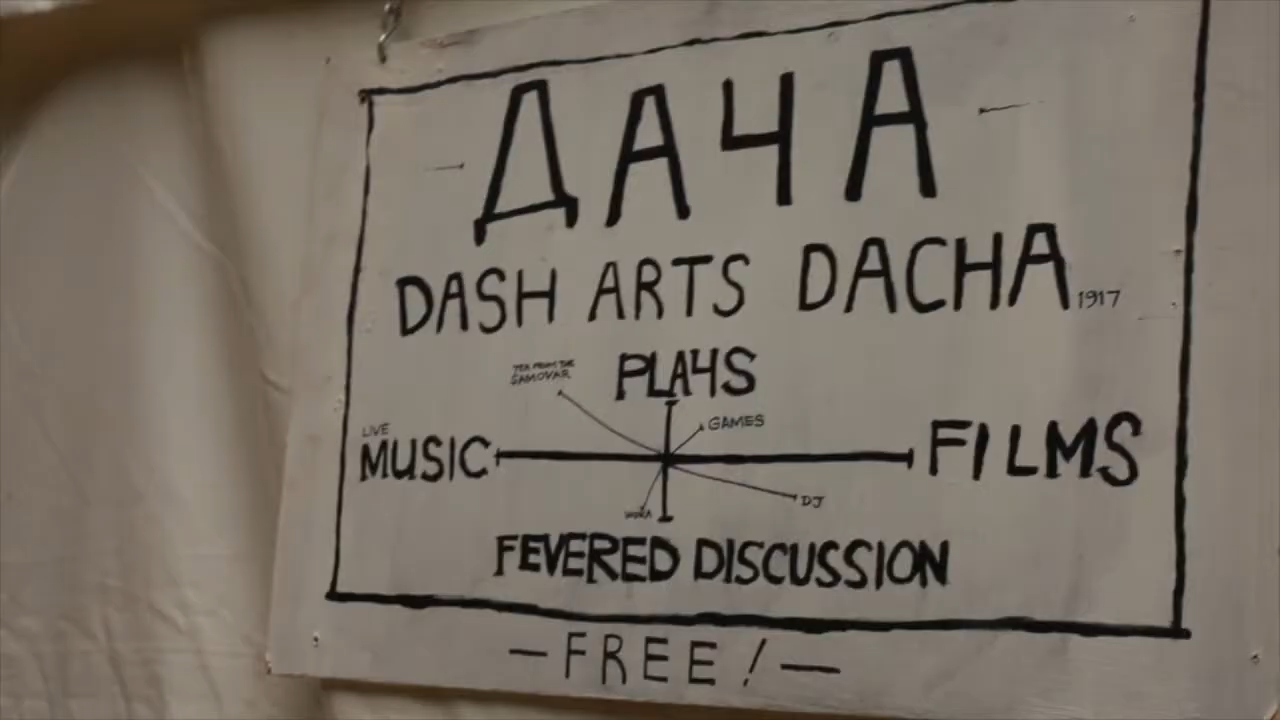 ДАЧА
DASH ARTS DACHA 1917
TEA FROM THE
SAMOVAR
PLAYS
GAMES
LIVE
MUSIC
FILMS
DJ
FEVERED DISCUSSION
— FREE! —